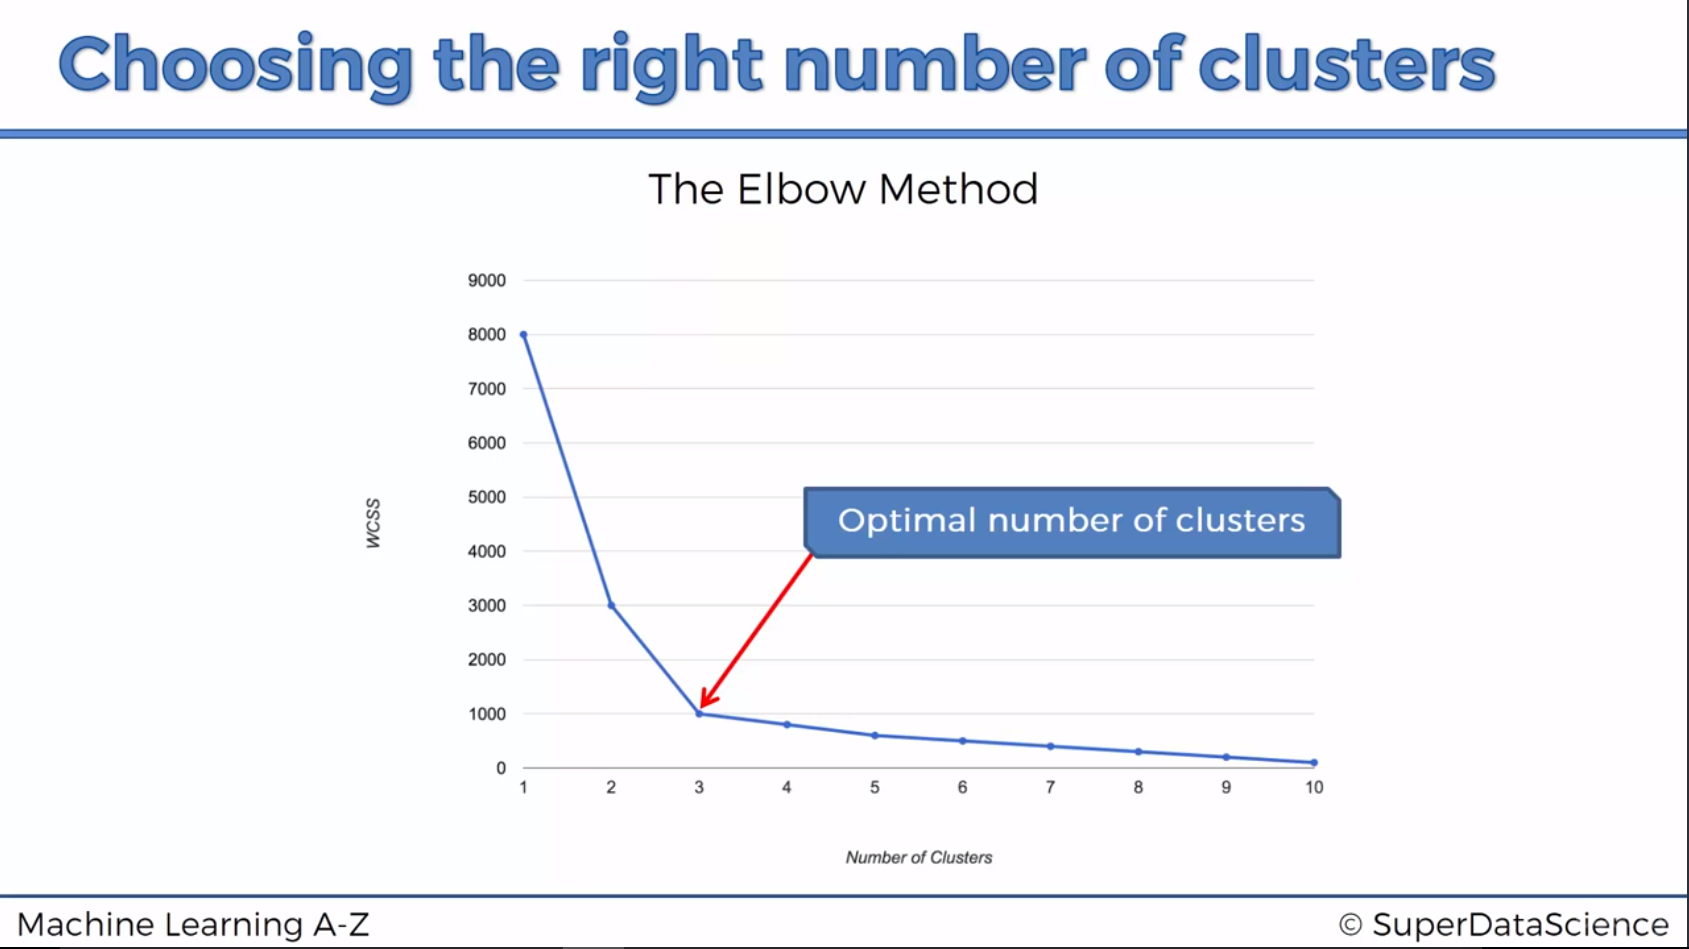 Choosing the right number of clusters
The Elbow Method
9000
8000
7000
6000
5000
4000
3000
2000
1000
0
WCSS
Optimal number of clusters
1 2 3 4 5 6 7 8 9 10
Number of Clusters
Machine Learning A-Z
© SuperDataScience